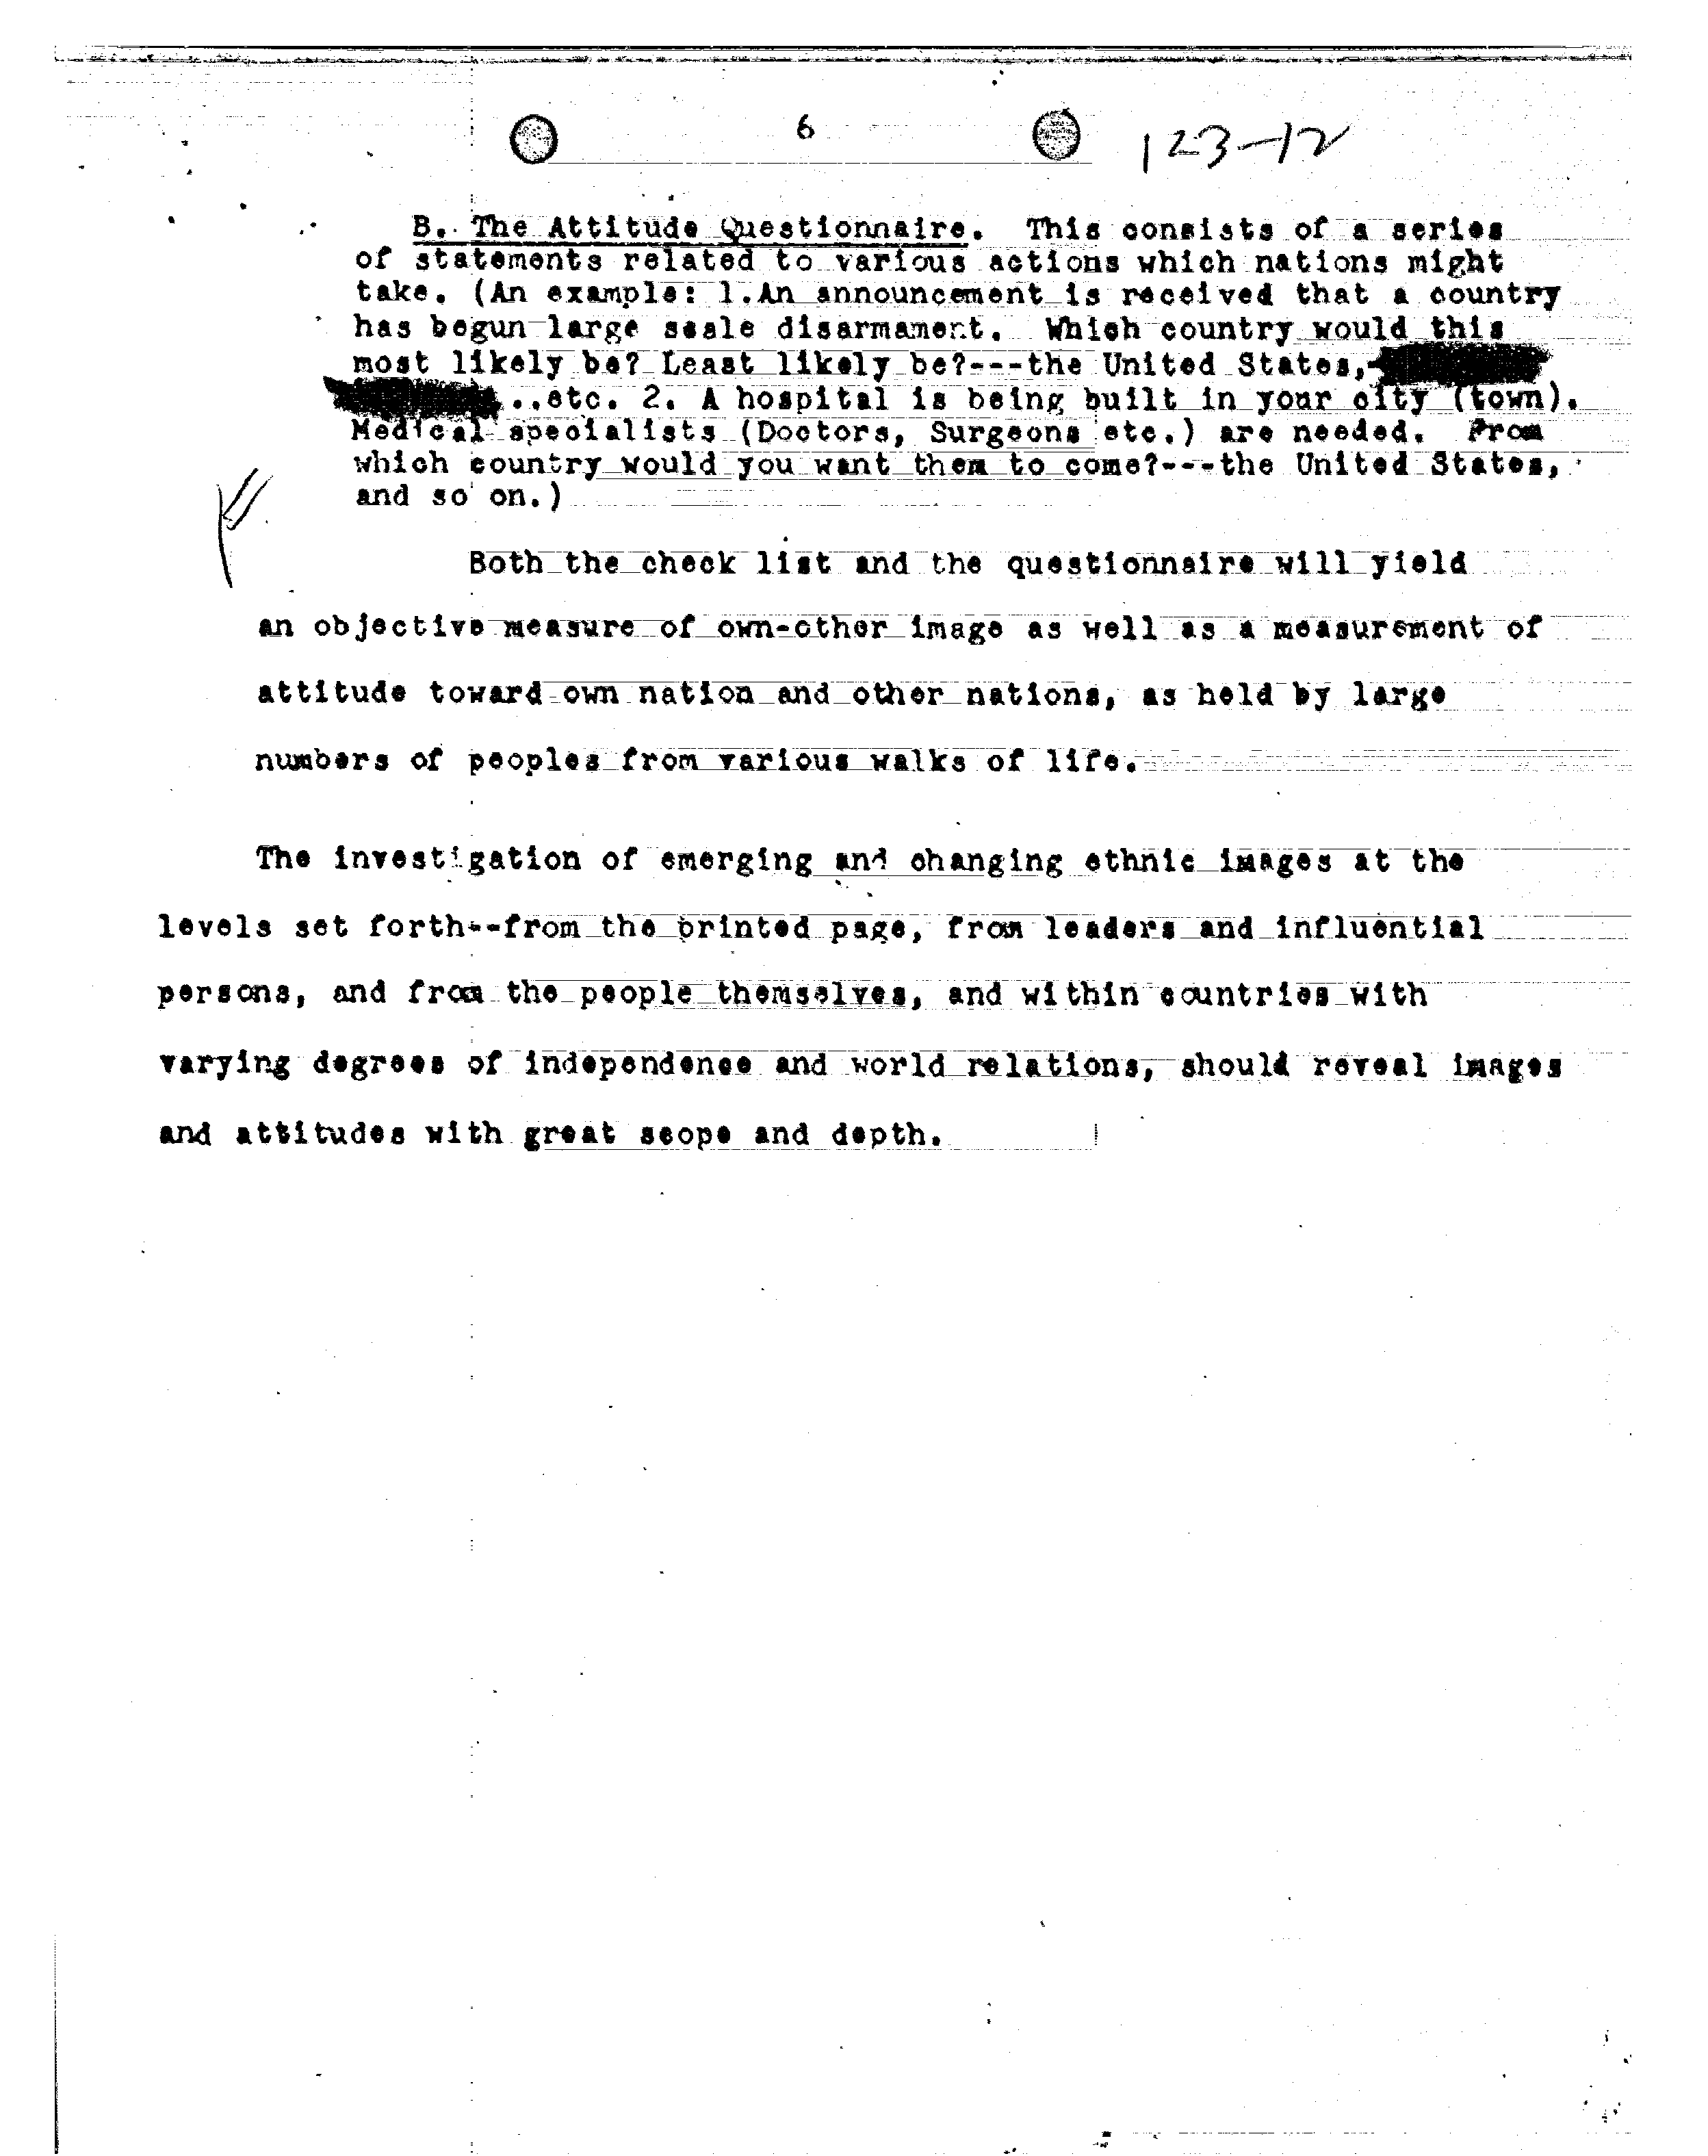 6
123-12
B. The Attitude Questionnaire. This consists of a series
of statements related to various actions which nations might
take. (An example: 1.An announcement is received that a country
has begun large scale disarmament. Which country would this
most likely be? Least likely be?---the United States,
..etc. 2. A hospital is being built in your city (town).
Medical specialists (Doctors, Surgeons etc.) are needed. From
which country would you want them to come?---the United States,
and so on.)
Both the check list and the questionnaire will yield
an objective measure of own-other image as well as a measurement of
attitude toward own nation and other nations, as held by large
numbers of peoples from various walks of life.
The investigation of emerging and changing ethnic images at the
levels set forth--from the printed page, from leaders and influential
persons, and from the people themselves, and within countries with
varying degrees of independence and world relations, should reveal images
and attitudes with great scope and depth.